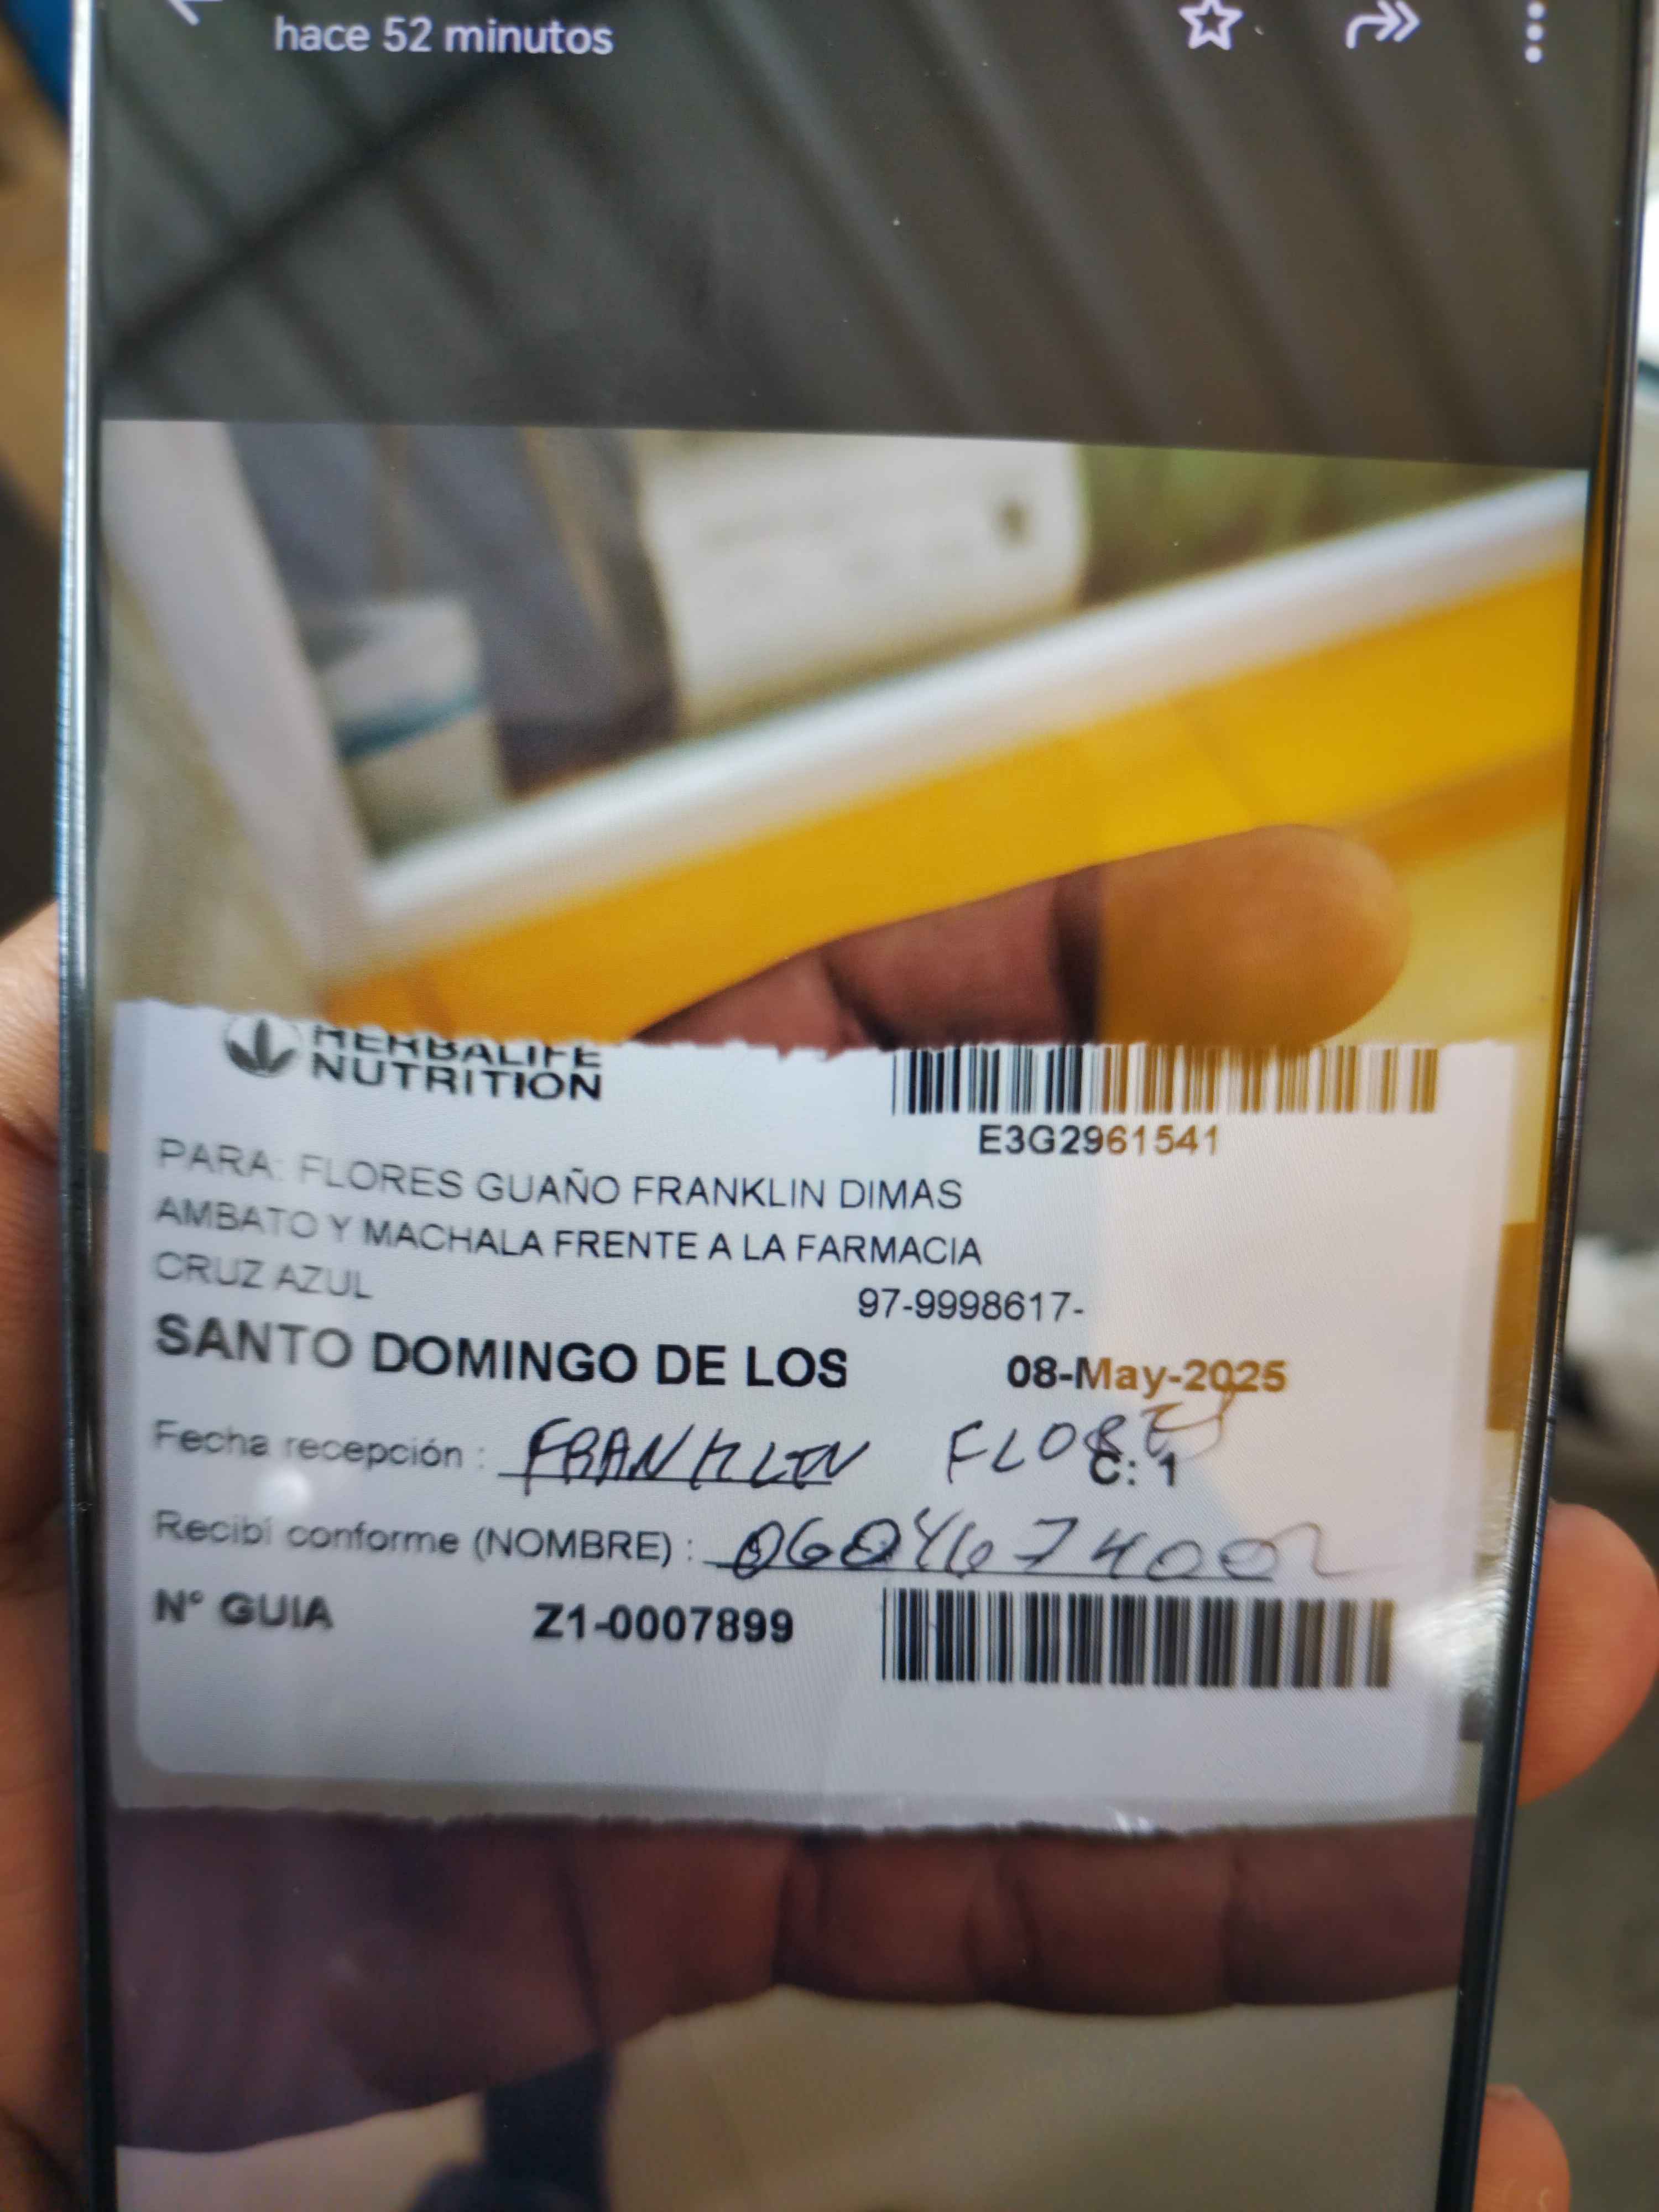 hace 52 minutos
HERBALIFE
NUTRITION
E3G2961541
PARA: FLORES GUAÑO FRANKLIN DIMAS
AMBATO Y MACHALA FRENTE A LA FARMACIA
CRUZ AZUL
97-9998617-
SANTO DOMINGO DE LOS 08-May-2025
Fecha recepción : FRANKLIN FLORES
C: 1
Recibí conforme (NOMBRE) : 0604674002
N° GUIA Z1-0007899